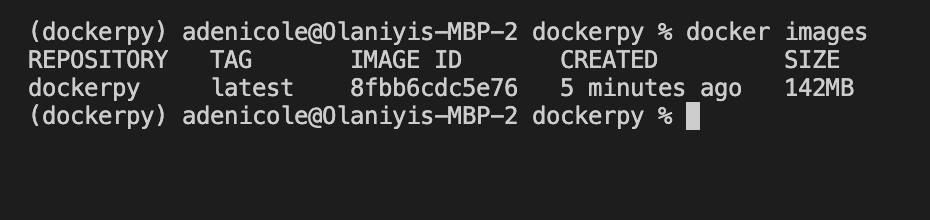 (dockerpy) adenicole@Olaniyis-MBP-2 dockerpy % docker images
REPOSITORY   TAG       IMAGE ID       CREATED         SIZE
dockerpy     latest    8fbb6cdc5e76   5 minutes ago   142MB
(dockerpy) adenicole@Olaniyis-MBP-2 dockerpy %